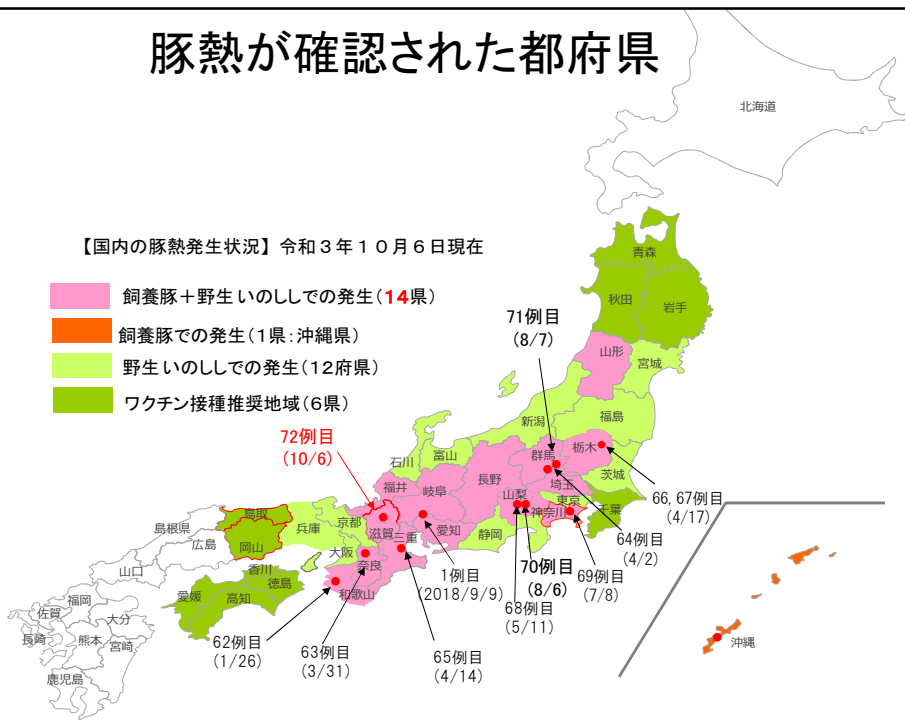 豚熱が確認された都府県
北海道
【国内の豚熱発生状況】 令和３年１０月６日現在
飼養豚＋野生いのししでの発生（14県）
飼養豚での発生（１県：沖縄県）
野生いのししでの発生（１２府県）
ワクチン接種推奨地域（６県）
青森
秋田
岩手
山形
宮城
福島
新潟
71例目
(8/7)
72例目
(10/6)
石川
富山
群馬
栃木
茨城
長野
埼玉
福井
岐阜
山梨
東京
神奈川
千葉
66, 67例目
(4/17)
鳥取
兵庫
京都
滋賀
愛知
静岡
三重
島根県
広島
岡山
大阪
奈良
64例目
(4/2)
山口
香川
徳島
愛媛
高知
和歌山
1例目
(2018/9/9)
70例目
(8/6)
69例目
(7/8)
68例目
(5/11)
福岡
佐賀
大分
長崎
熊本
宮崎
鹿児島
62例目
(1/26)
63例目
(3/31)
65例目
(4/14)
沖縄